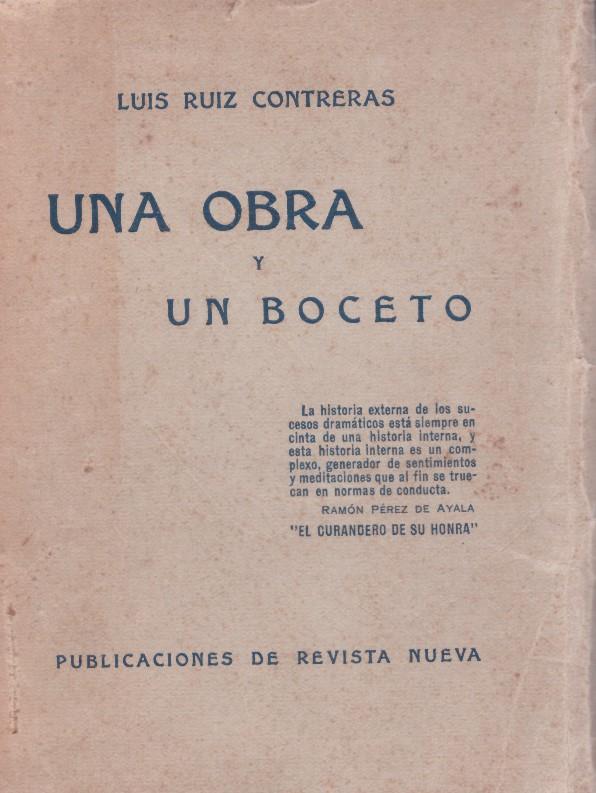 LUIS RUIZ CONTRERAS
UNA OBRA
Y
UN BOCETO
La historia externa de los su-
cesos dramáticos está siempre en
cinta de una historia interna, y
esta historia interna es un com-
plexo, generador de sentimientos
y meditaciones que al fin se true-
can en normas de conducta.
RAMÓN PÉREZ DE AYALA
"EL CURANDERO DE SU HONRA"
PUBLICACIONES DE REVISTA NUEVA